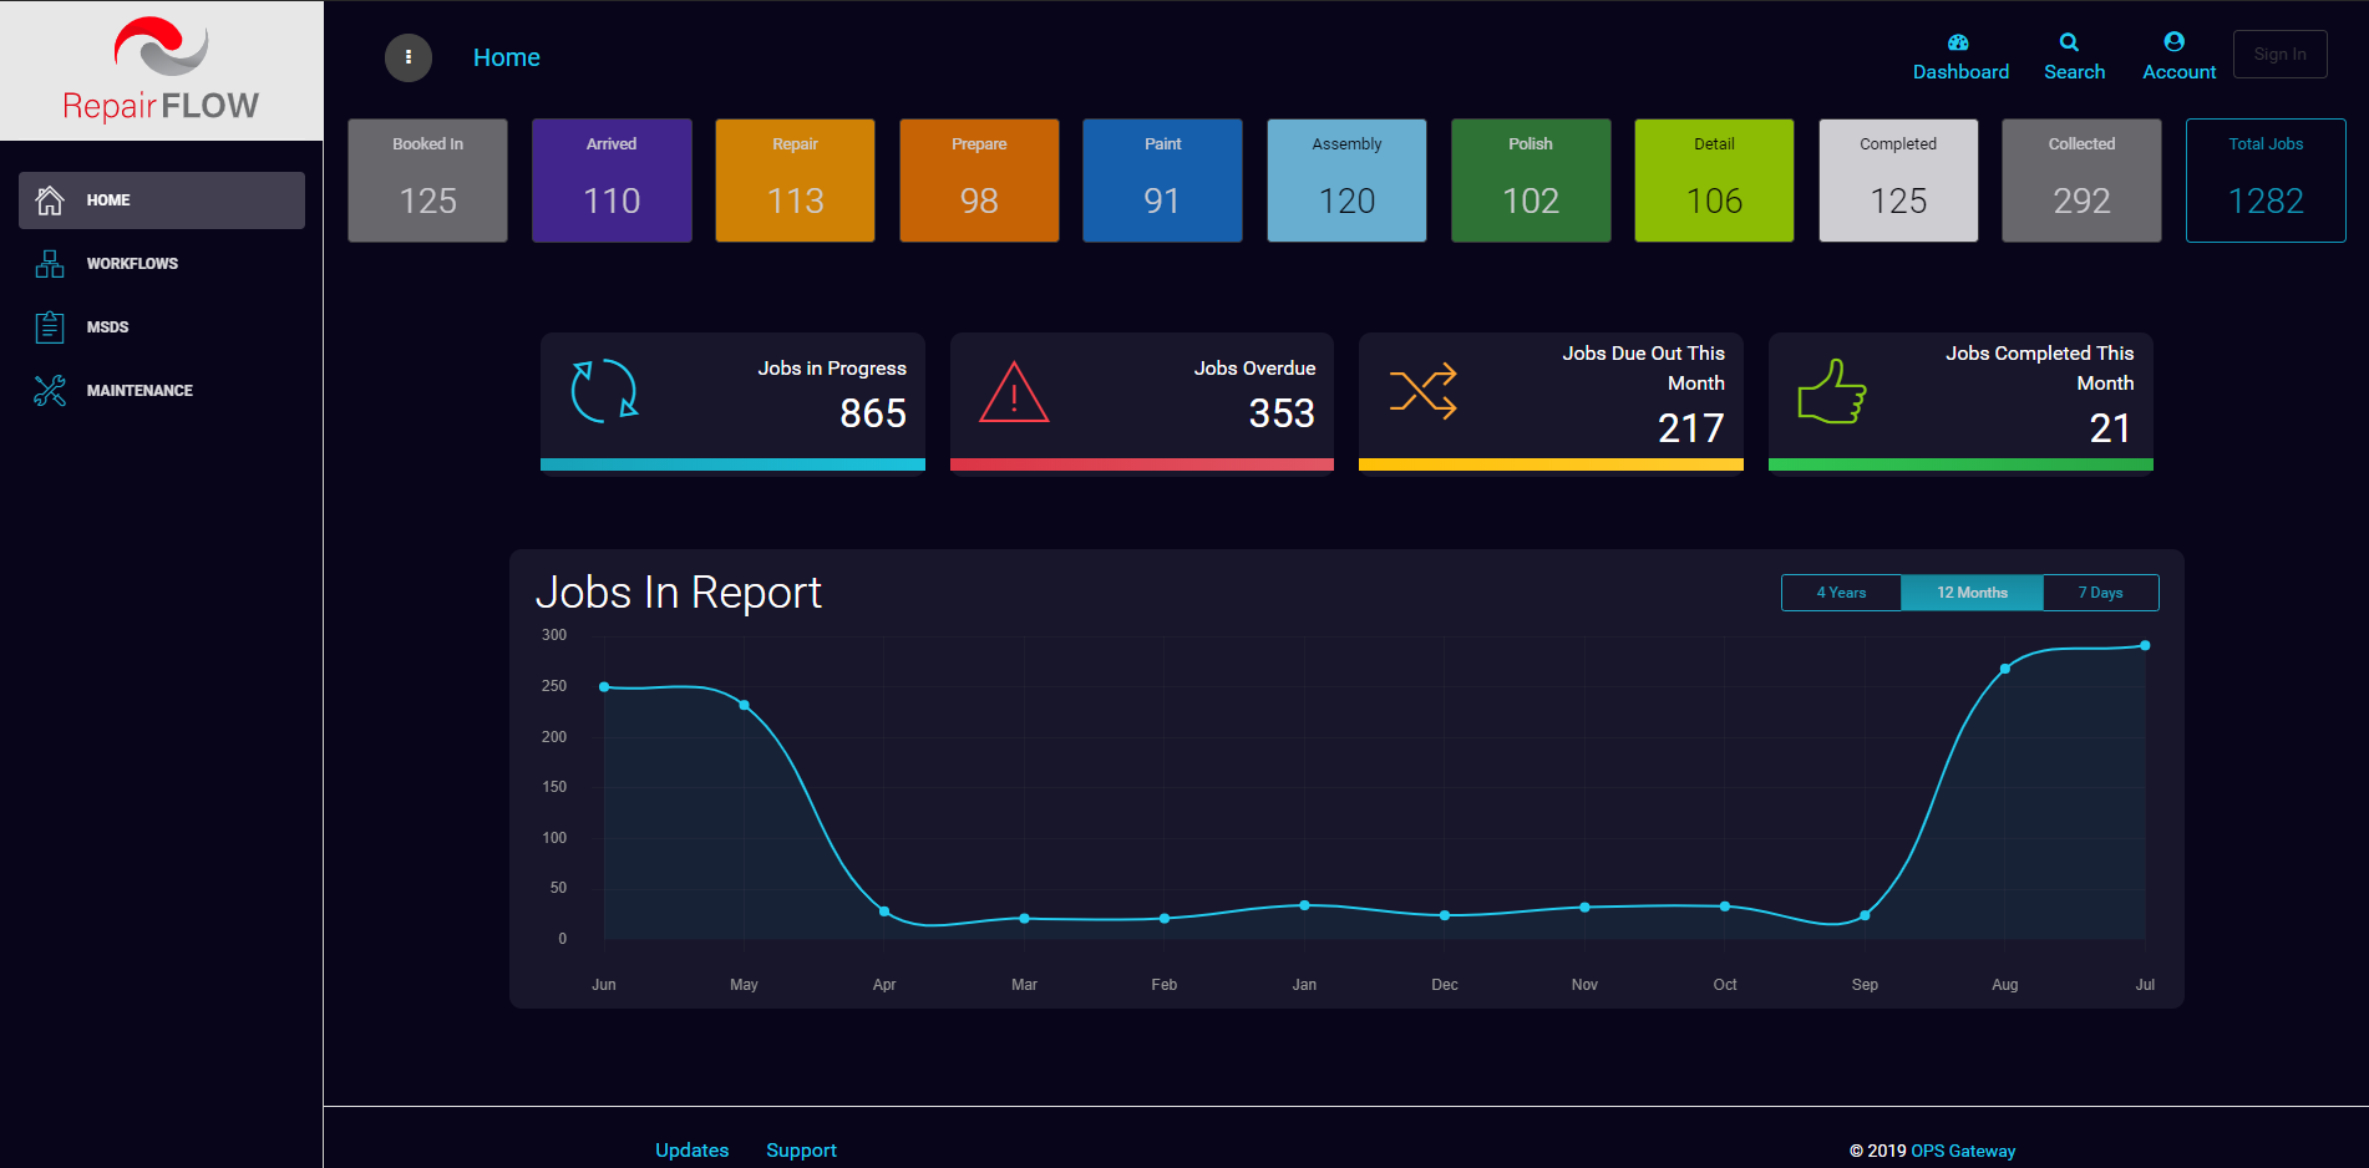 RepairFLOW
Home
Dashboard
Search
Account
Sign In
HOME
WORKFLOWS
MSDS
MAINTENANCE
Booked In
125
Arrived
110
Repair
113
Prepare
98
Paint
91
Assembly
120
Polish
102
Detail
106
Completed
125
Collected
292
Total Jobs
1282
Jobs in Progress
865
Jobs Overdue
353
Jobs Due Out This
Month
217
Jobs Completed This
Month
21
Jobs In Report
4 Years
12 Months
7 Days
300
250
200
150
100
50
0
Jun May Apr Mar Feb Jan Dec Nov Oct Sep Aug Jul
Updates Support
© 2019 OPS Gateway